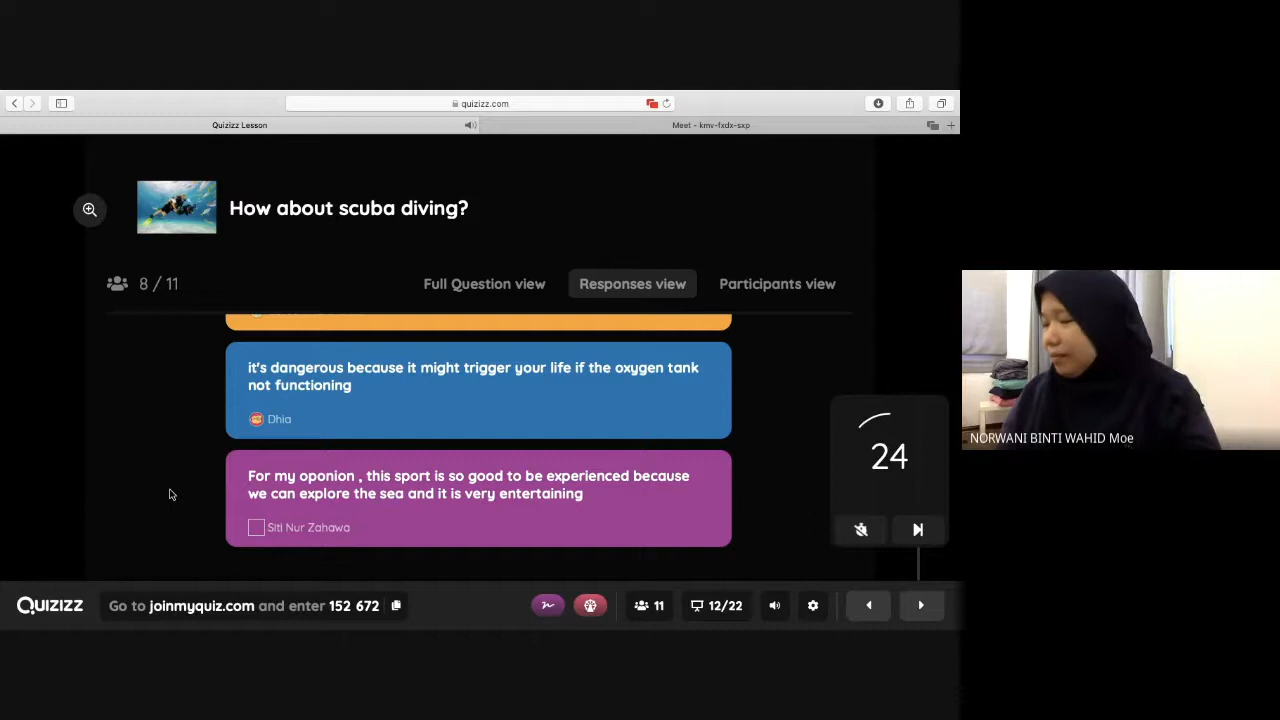 quizizz.com
Quizizz Lesson
Meet - kmv-fxdx-sxp
How about scuba diving?
8 / 11
Full Question view
Responses view
Participants view
it's dangerous because it might trigger your life if the oxygen tank
not functioning
Dhia
For my oponion , this sport is so good to be experienced because
we can explore the sea and it is very entertaining
Siti Nur Zahawa
24
NORWANI BINTI WAHID Moe
QUIZIZZ
Go to joinmyquiz.com and enter 152 672
11
12/22